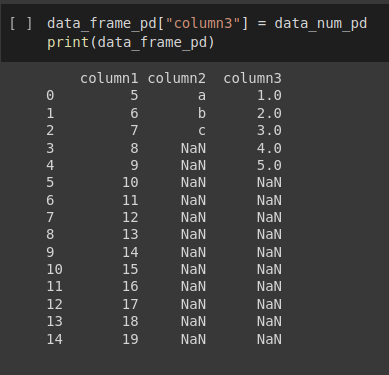 [ ] data_frame_pd["column3"] = data_num_pd
print(data_frame_pd)
column1 column2 column3
0 5 a 1.0
1 6 b 2.0
2 7 c 3.0
3 8 NaN 4.0
4 9 NaN 5.0
5 10 NaN NaN
6 11 NaN NaN
7 12 NaN NaN
8 13 NaN NaN
9 14 NaN NaN
10 15 NaN NaN
11 16 NaN NaN
12 17 NaN NaN
13 18 NaN NaN
14 19 NaN NaN